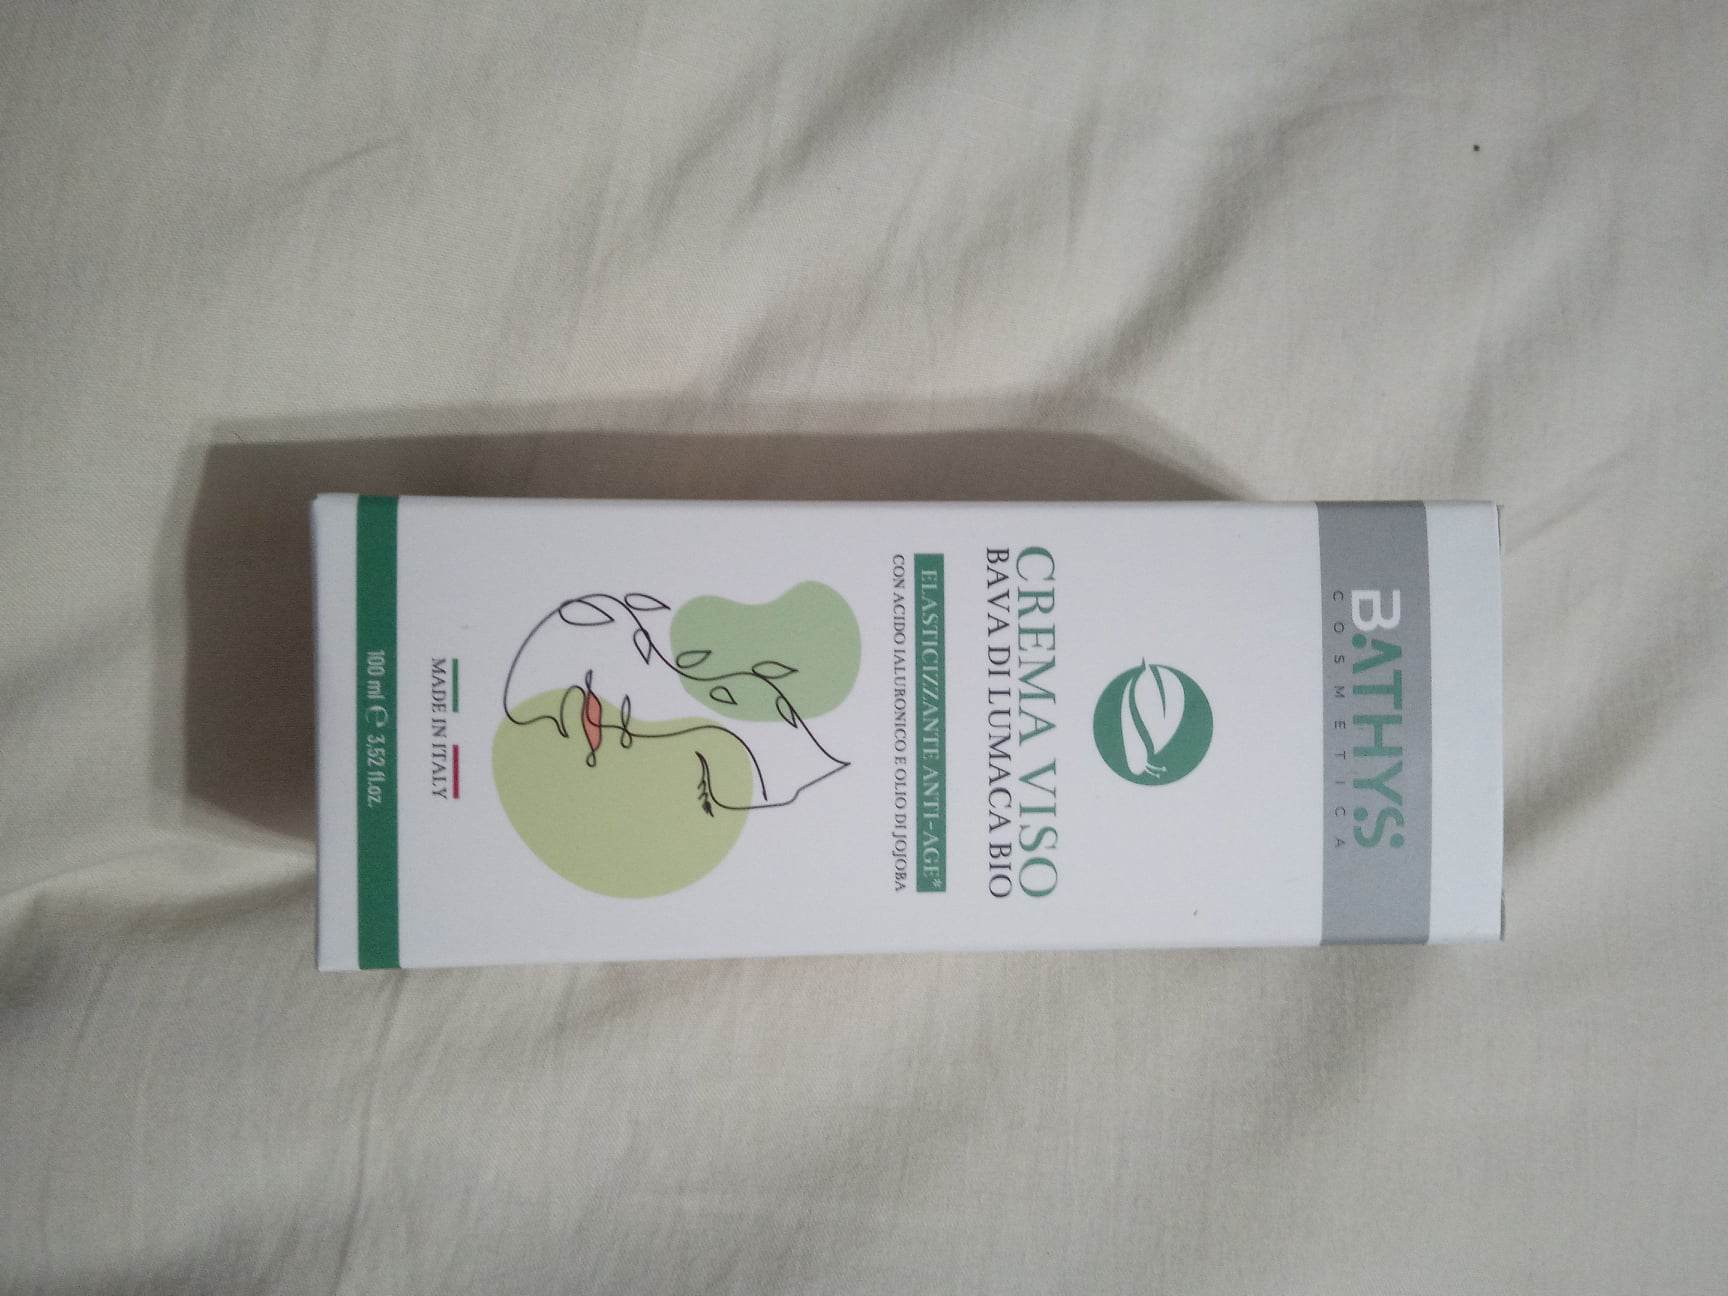 BATHYS
COSMETICA
CREMA VISO
BAVA DI LUMACA BIO
ELASTICIZZANTE ANTI-AGE*
CON ACIDO IALURONICO E OLIO DI JOJOBA
MADE IN ITALY
100 ml ℮ 3,52 fl.oz.